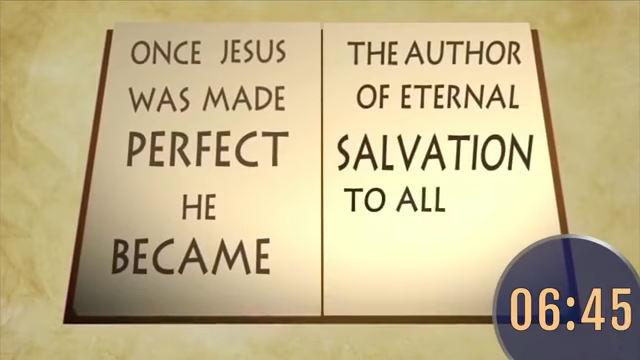 ONCE JESUS
WAS MADE
PERFECT
HE
BECAME
THE AUTHOR
OF ETERNAL
SALVATION
TO ALL
06:45